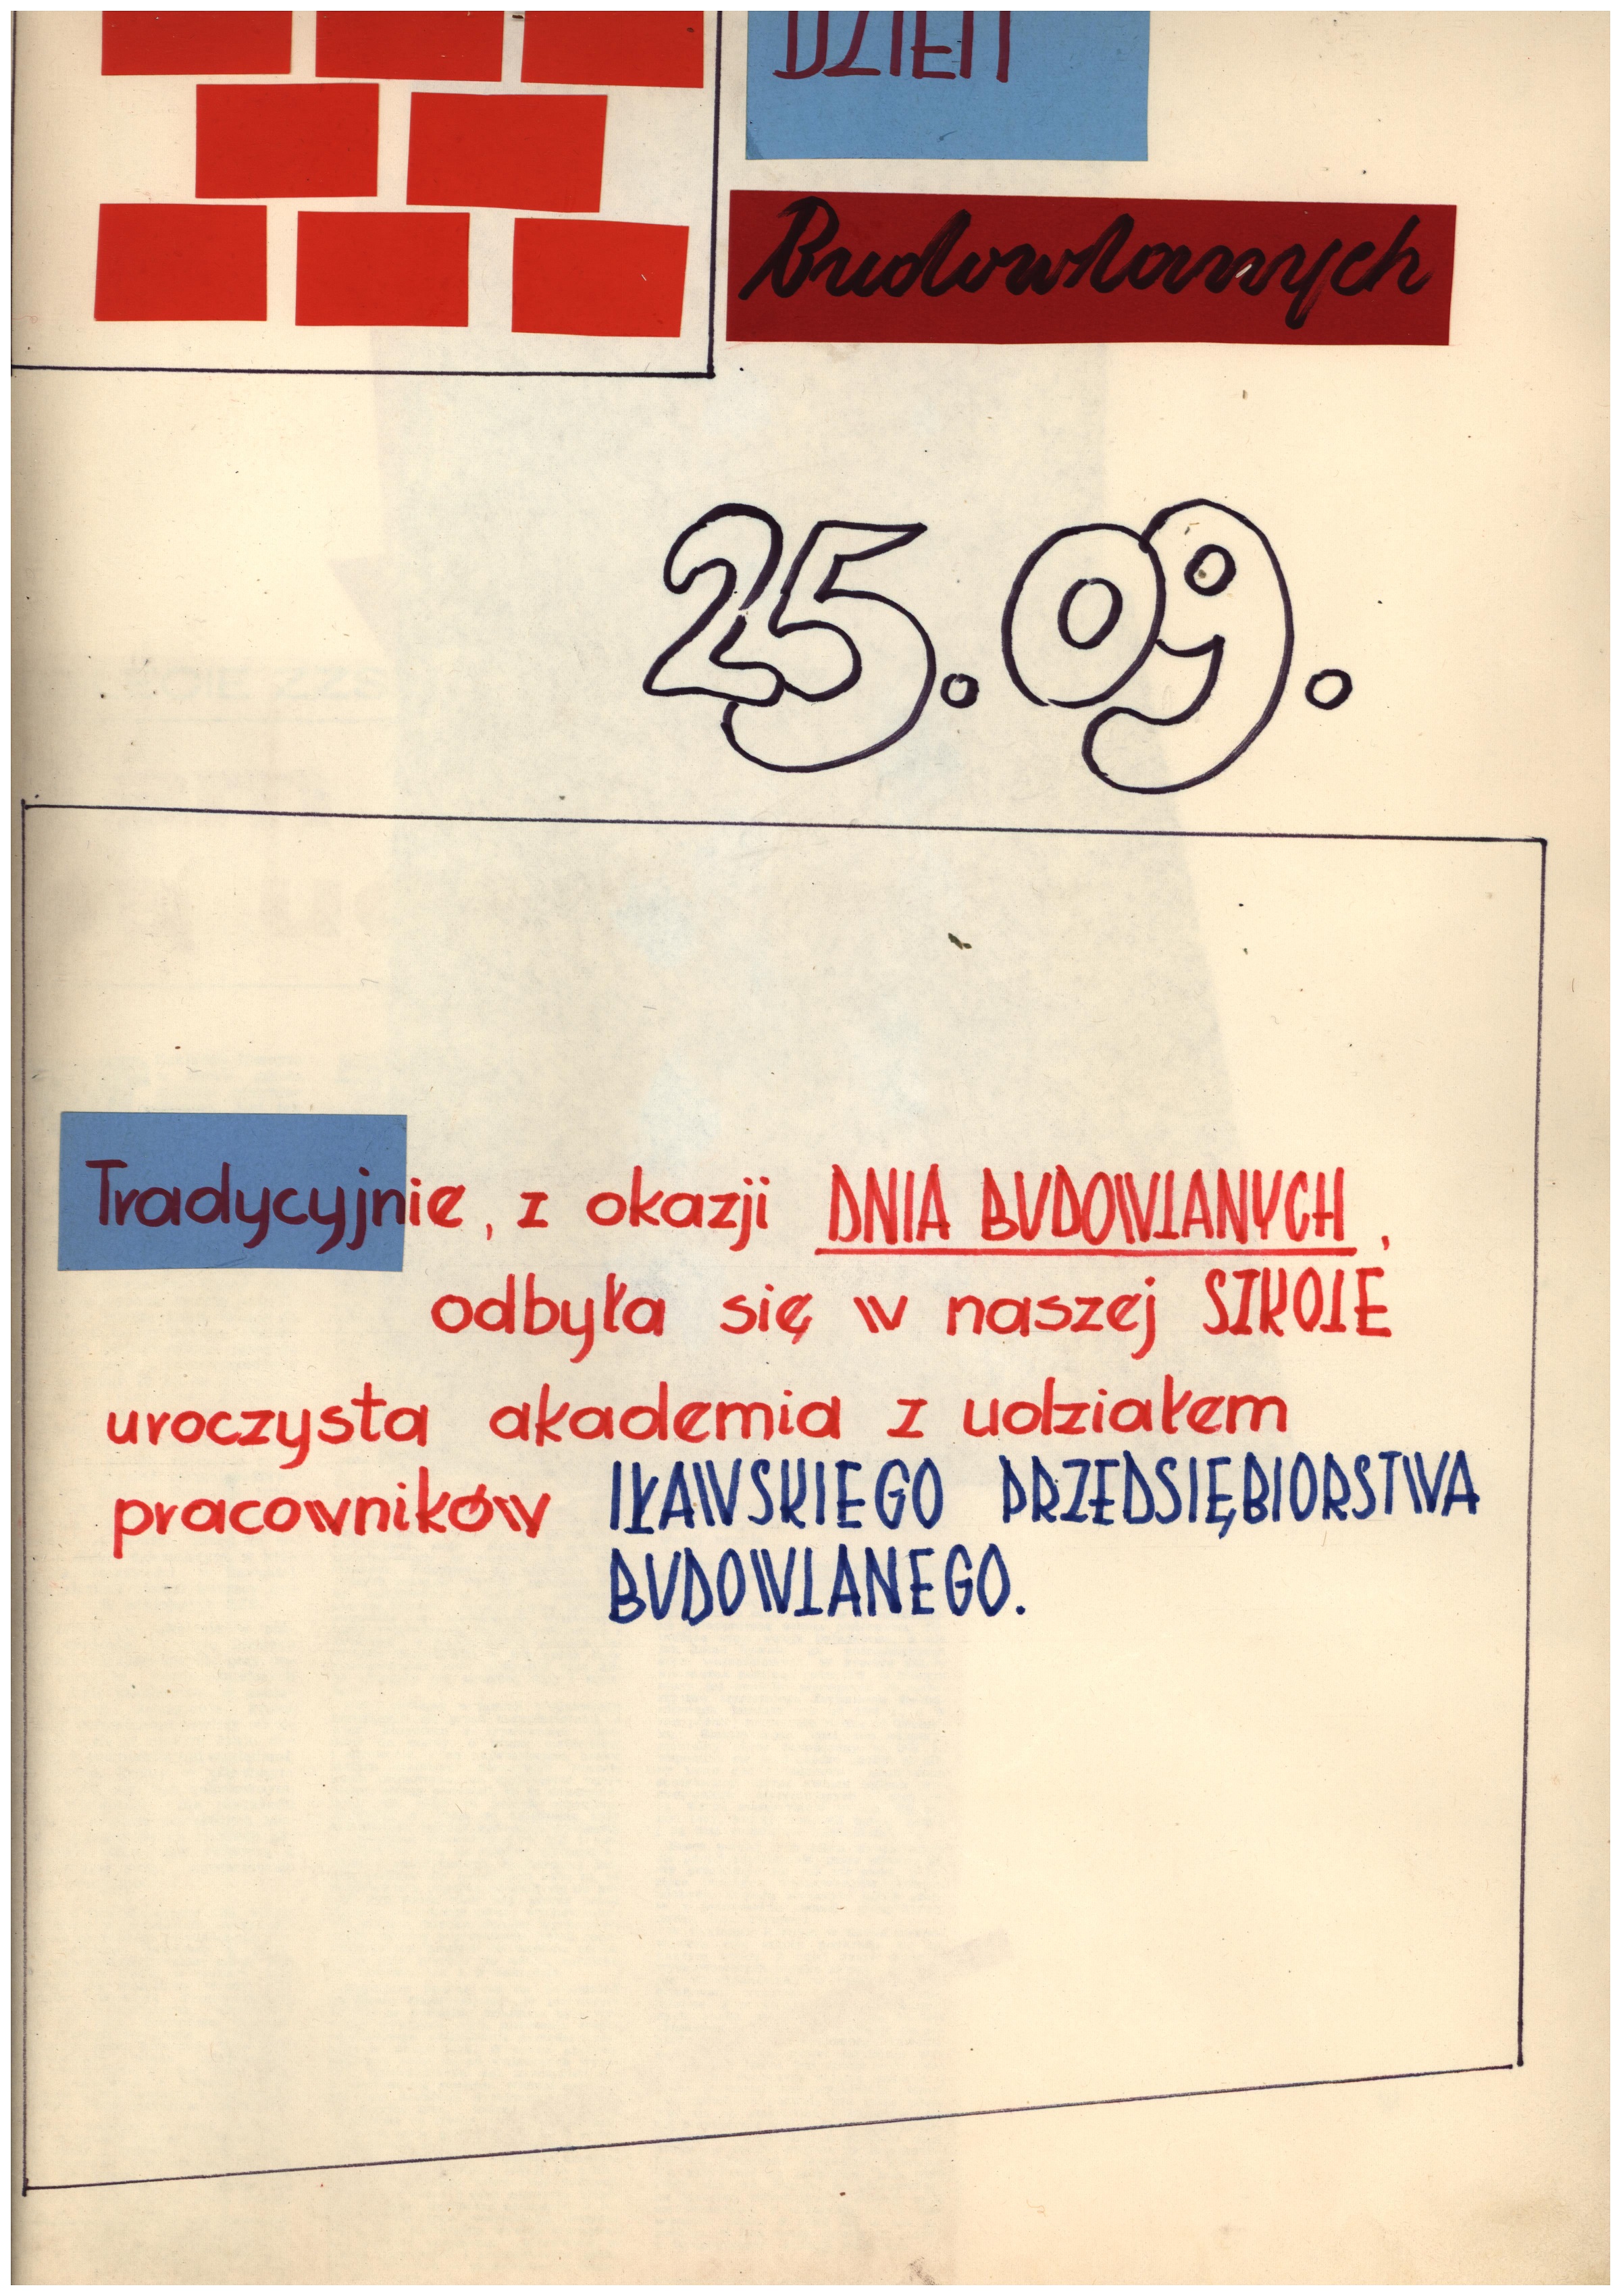 DZIEŃ
Budowlanych
25.09.
Tradycyjnie, z okazji DNIA BUDOWLANYCH,
odbyła się w naszej SZKOLE
uroczysta akademia z udziałem
pracowników IŁAWSKIEGO PRZEDSIĘBIORSTWA
BUDOWLANEGO.